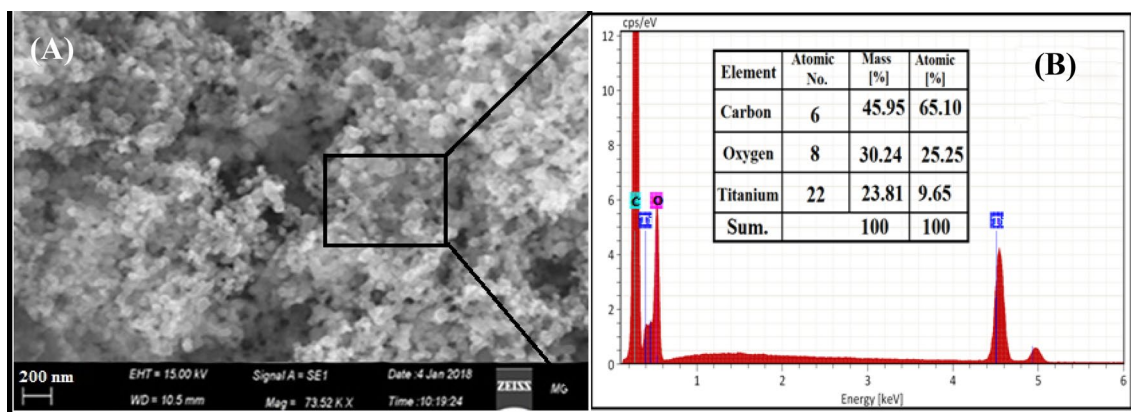 (A)
200 nm
EHT = 15.00 kV
Signal A = SE1
Date :4 Jan 2018
WD = 10.5 mm
Mag = 73.52 K X
Time :10:19:24
ZEISS
MG
cps/eV
(B)
Element Atomic No. Mass [%] Atomic [%]
Carbon 6 45.95 65.10
Oxygen 8 30.24 25.25
Titanium 22 23.81 9.65
Sum. 100 100
12
10
8
6
4
2
0
C
Ti
O
Ti
1 2 3 4 5 6
Energy [keV]